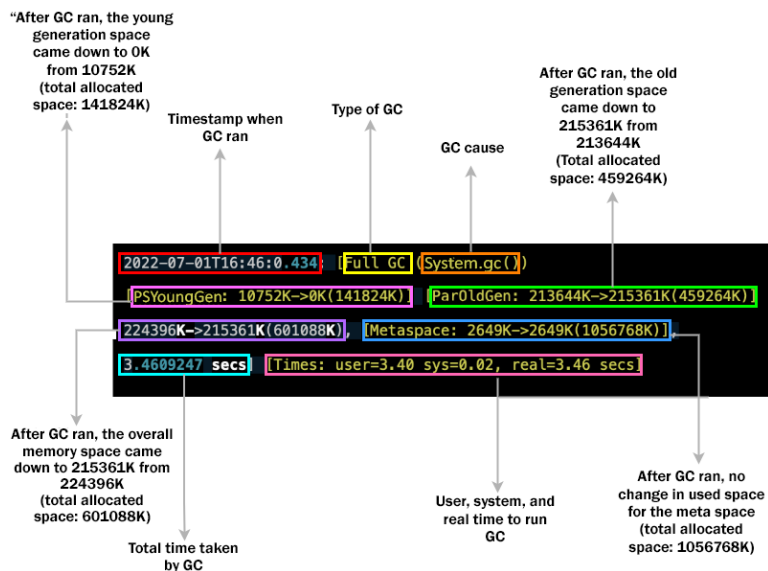 “After GC ran, the young
generation space
came down to 0K
from 10752K
(total allocated
space: 141824K)
Timestamp when
GC ran
Type of GC
GC cause
After GC ran, the old
generation space
came down to
215361K from
213644K
(Total allocated
space: 459264K)
2022-07-01T16:46:0.434: [Full GC (System.gc())
[PSYoungGen: 10752K->0K(141824K)] [ParOldGen: 213644K->215361K(459264K)]
224396K->215361K(601088K), [Metaspace: 2649K->2649K(1056768K)],
3.4609247 secs] [Times: user=3.40 sys=0.02, real=3.46 secs]
After GC ran, the overall
memory space came
down to 215361K from
224396K
(total allocated
space: 601088K)
Total time taken
by GC
User, system, and
real time to run
GC
After GC ran, no
change in used space
for the meta space
(total allocated
space: 1056768K)